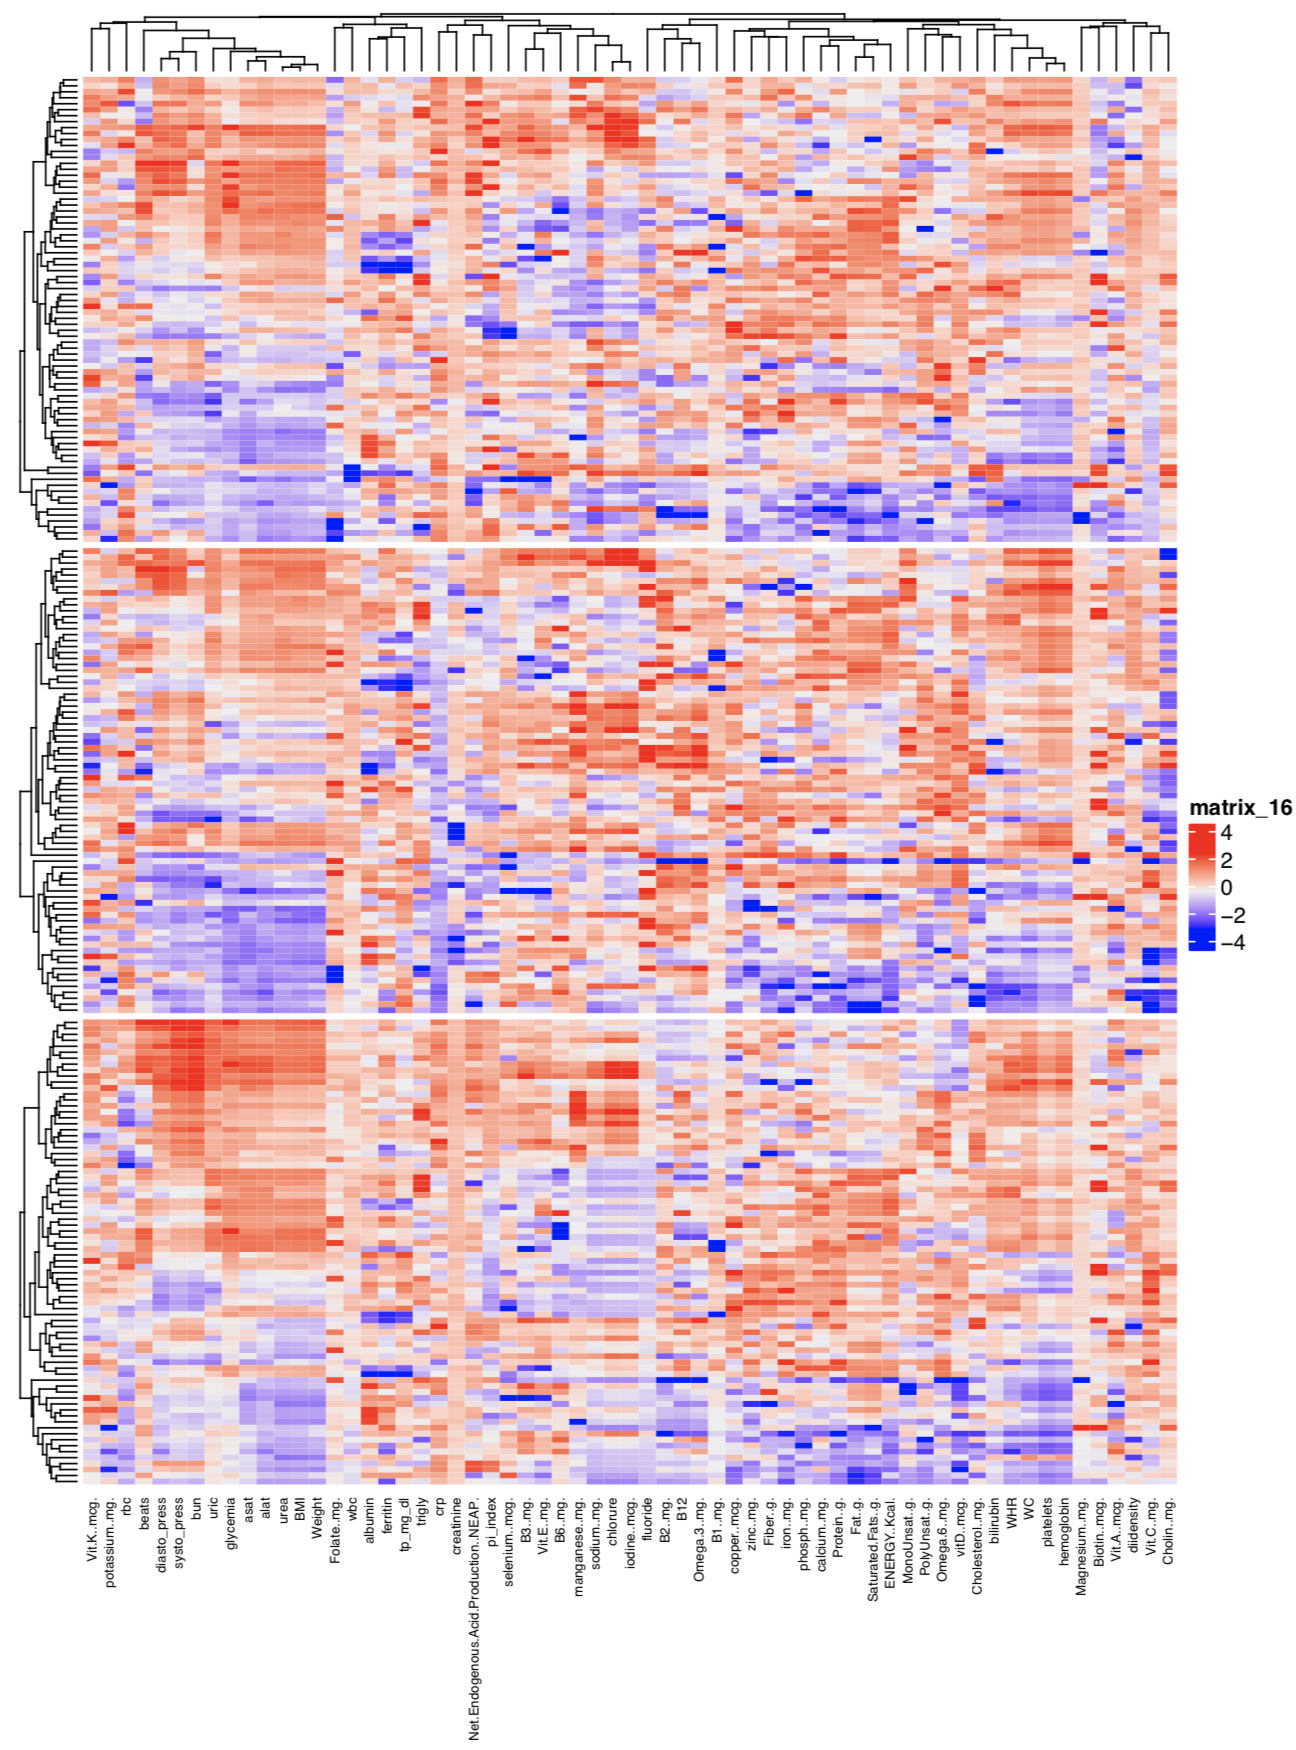 matrix_16
4
2
0
−2
−4
Vit.K..mcg.
potassium..mg.
rbc
beats
diasto_press
systo_press
bun
uric
glycemia
asat
alat
urea
BMI
Weight
Folate..mg.
wbc
albumin
ferritin
tp_mg_dl
trigly
crp
creatinine
Net.Endogenous.Acid.Production.NEAP.
pi_index
selenium..mcg.
B3..mg.
Vit.E..mg.
B6..mg.
manganese..mg.
sodium..mg.
chlorure
iodine..mcg.
fluoride
B2..mg.
B12
Omega.3..mg.
B1..mg.
copper..mcg.
zinc..mg.
Fiber..g.
iron..mg.
phosph..mg.
calcium..mg.
Protein..g.
Fat..g.
Saturated.Fats..g.
ENERGY..Kcal.
MonoUnsat..g.
PolyUnsat..g.
Omega.6..mg.
vitD..mcg.
Cholesterol..mg.
bilirubin
WHR
WC
platelets
hemoglobin
Magnesium..mg.
Biotin..mcg.
Vit.A..mcg.
diidensity
Vit.C..mg.
Cholin..mg.